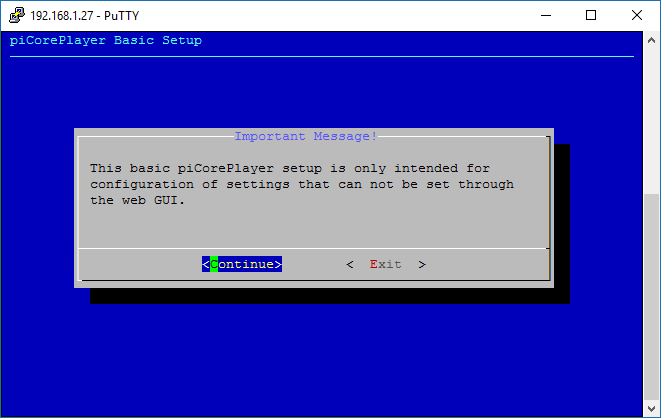 192.168.1.27 - PuTTY
piCorePlayer Basic Setup
Important Message!
This basic piCorePlayer setup is only intended for
configuration of settings that can not be set through
the web GUI.
<Continue> < Exit >